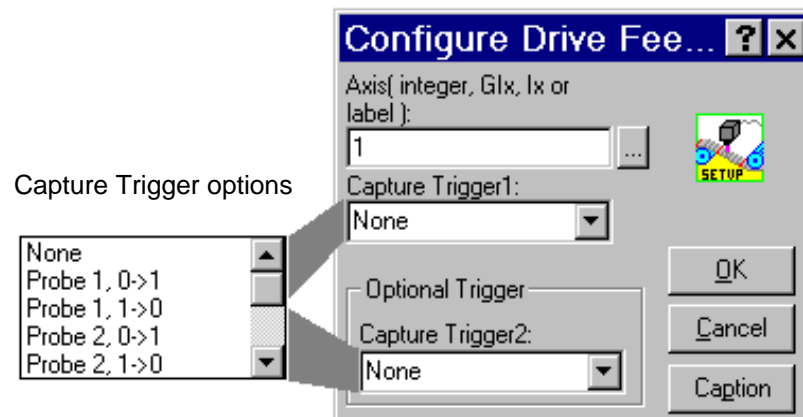 Configure Drive Fee...
Axis( integer, GIx, Ix or
label ):
1
...
SETUP
Capture Trigger options
Capture Trigger1:
None
None
Probe 1, 0->1
Probe 1, 1->0
Probe 2, 0->1
Probe 2, 1->0
Optional Trigger
Capture Trigger2:
None
OK
Cancel
Caption